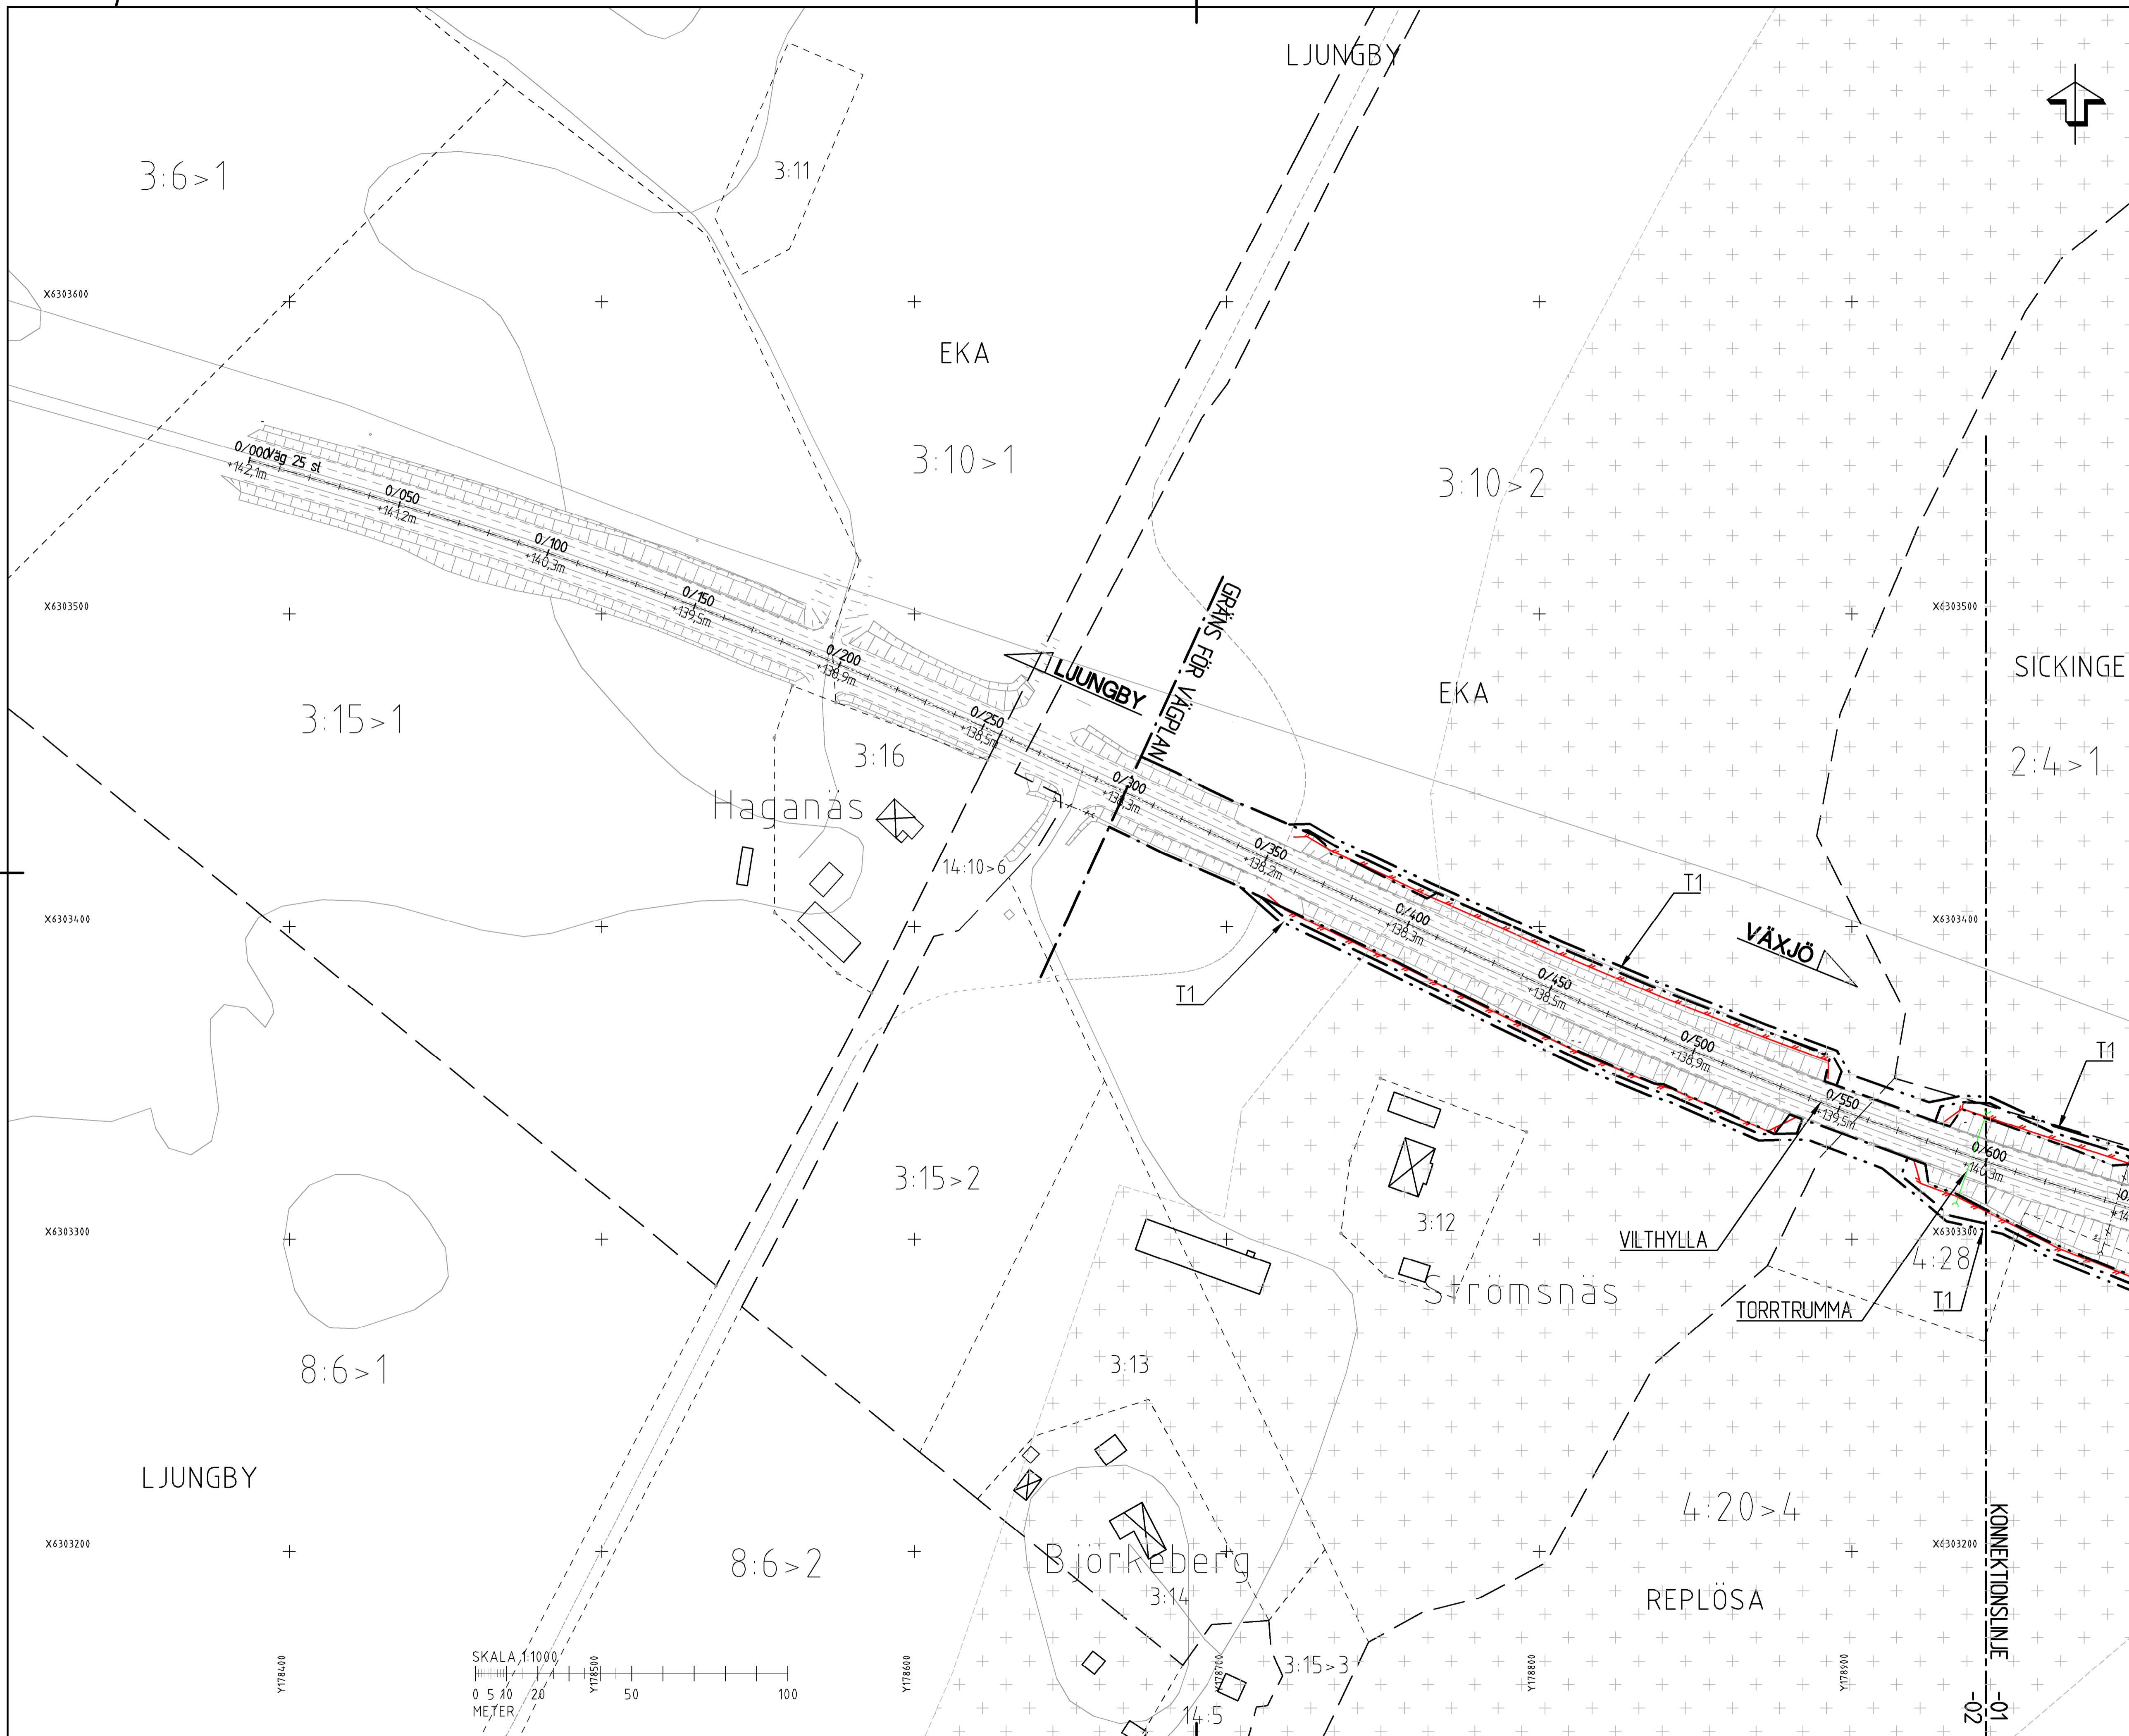 LJUNGBY
3:6>1
3:11
X6303600
EKA
3:10>1
3:10>2
0/000
Väg 25 sl
+142,1m
0/050
+141,2m
0/100
+140,3m
0/150
+139,5m
0/200
+138,9m
0/250
+138,5m
0/300
0/350
+138,2m
0/400
+138,3m
0/450
+138,5m
0/500
+138,9m
0/550
+139,5m
0/600
+140,3m
X6303500
X6303500
GRÄNS FÖR VÄGPLAN
LJUNGBY
EKA
SICKINGE
2:4>1
3:15>1
3:16
Haganäs
14:10>6
T1
VÄXJÖ
X6303400
X6303400
T1
T1
3:15>2
3:12
VILTHYLLA
X6303300
X6303300
4:28
Strömsnäs
T1
TORRTRUMMA
8:6>1
3:13
LJUNGBY
4:20>4
X6303200
X6303200
8:6>2
Björkeberg
3:14
REPLÖSA
KONNEKTIONSLINJE
-01
-02
SKALA 1:1000
0 5 10 20 50 100
METER
Y178400
Y178500
Y178600
Y178700
Y178800
Y178900
3:15>3
14:5